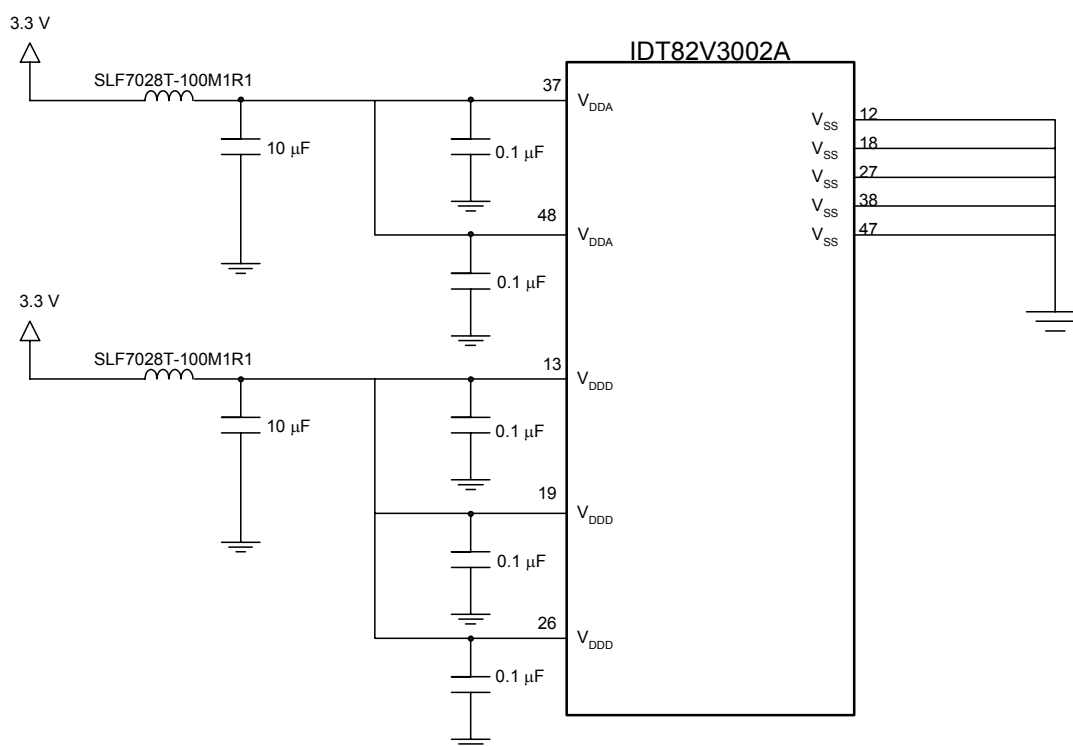 3.3 V
IDT82V3002A
SLF7028T-100M1R1
37
VDDA
10 μF
0.1 μF
VSS 12
VSS 18
VSS 27
VSS 38
VSS 47
48
VDDA
0.1 μF
3.3 V
SLF7028T-100M1R1
13
VDDD
10 μF
0.1 μF
19
VDDD
0.1 μF
26
VDDD
0.1 μF